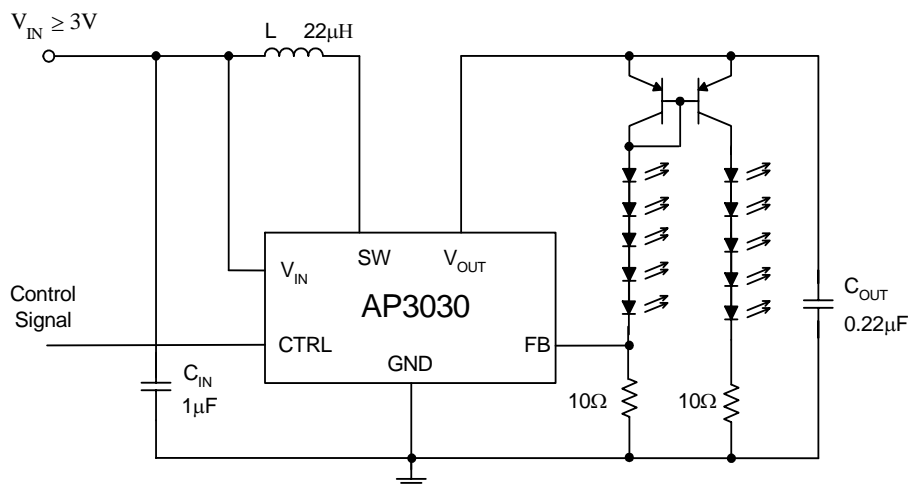 V_IN ≥ 3V
L 22μH
V_IN
SW
V_OUT
AP3030
CTRL
GND
FB
Control
Signal
C_IN
1μF
10Ω
10Ω
C_OUT
0.22μF